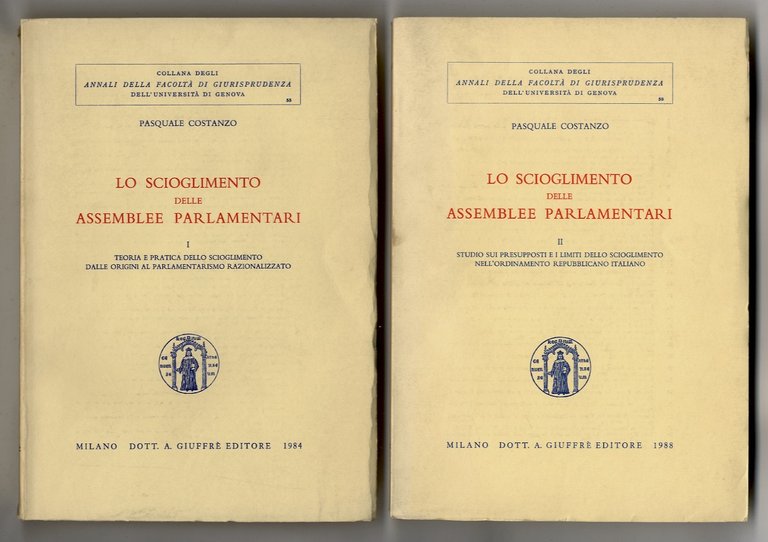 COLLANA DEGLI
ANNALI DELLA FACOLTÀ DI GIURISPRUDENZA
DELL'UNIVERSITÀ DI GENOVA
PASQUALE COSTANZO
LO SCIOGLIMENTO
DELLE
ASSEMBLEE PARLAMENTARI
I
TEORIA E PRATICA DELLO SCIOGLIMENTO
DALLE ORIGINI AL PARLAMENTARISMO RAZIONALIZZATO
MILANO DOTT. A. GIUFFRÈ EDITORE 1984
COLLANA DEGLI
ANNALI DELLA FACOLTÀ DI GIURISPRUDENZA
DELL'UNIVERSITÀ DI GENOVA
PASQUALE COSTANZO
LO SCIOGLIMENTO
DELLE
ASSEMBLEE PARLAMENTARI
II
STUDIO SUI PRESUPPOSTI E I LIMITI DELLO SCIOGLIMENTO
NELL'ORDINAMENTO REPUBBLICANO ITALIANO
MILANO DOTT. A. GIUFFRÈ EDITORE 1988